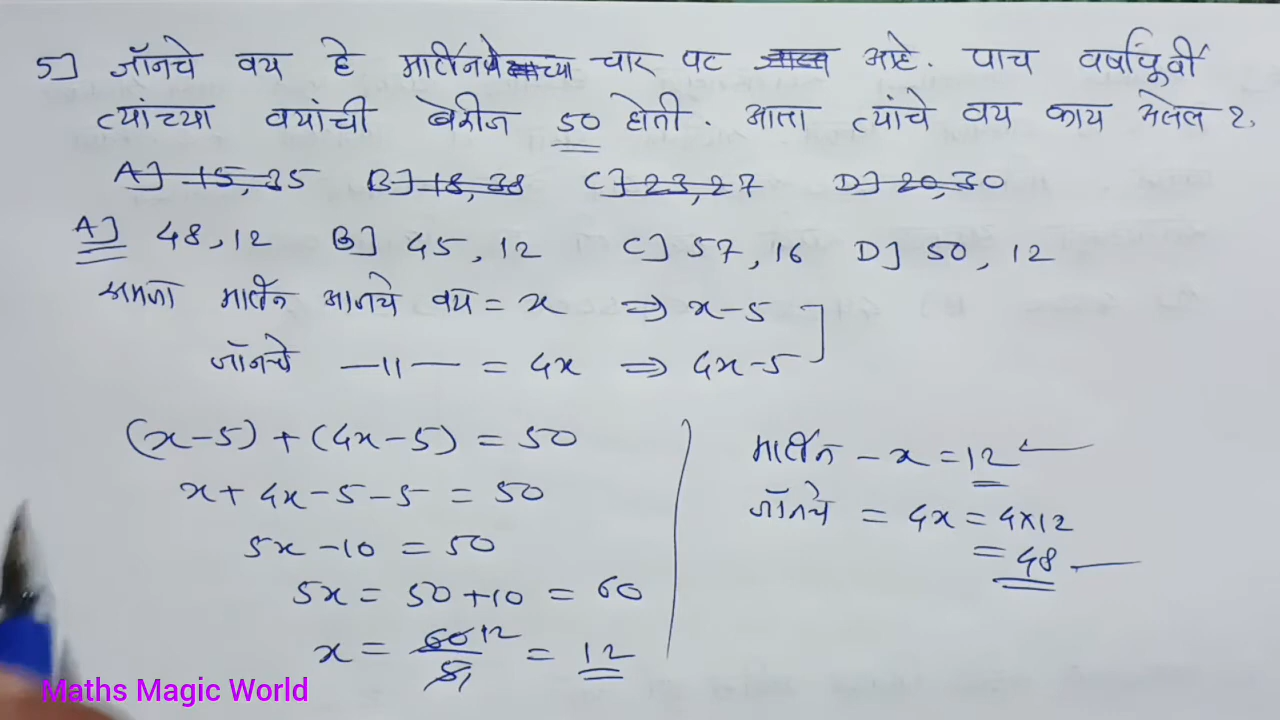 5] जॉनचे वय हे मार्टीनच्या चार पट आहे. पाच वर्षांपूर्वी
त्यांच्या वयांची बेरीज 50 होती. आता त्यांचे वय काय असेल ?
A] 15,35 B] 18,38 C] 23,27 D] 20,30
A] 48,12 B] 45,12 C] 57,16 D] 50,12
समजा मार्टिन आजचे वय = x ⇒ x-5
जॉनचे —11— = 4x ⇒ 4x-5
(x-5)+(4x-5) = 50
x+4x-5-5 = 50
5x-10 = 50
5x = 50+10 = 60
x = 60/5 12 = 12
मार्टिन - x = 12
जॉनचे = 4x = 4x12
= 48
Maths Magic World